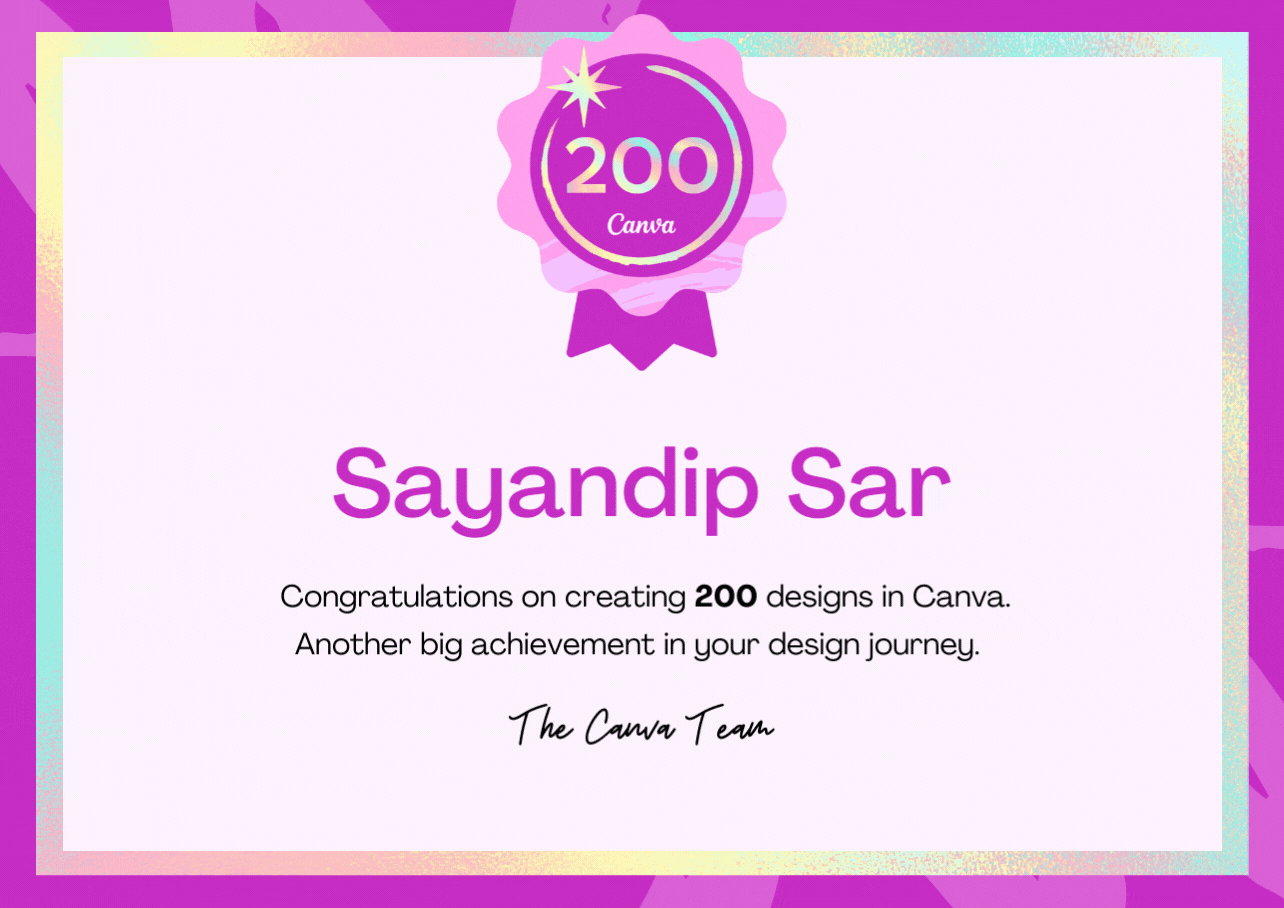 200
Canva
Sayandip Sar
Congratulations on creating 200 designs in Canva.
Another big achievement in your design journey.
The Canva Team